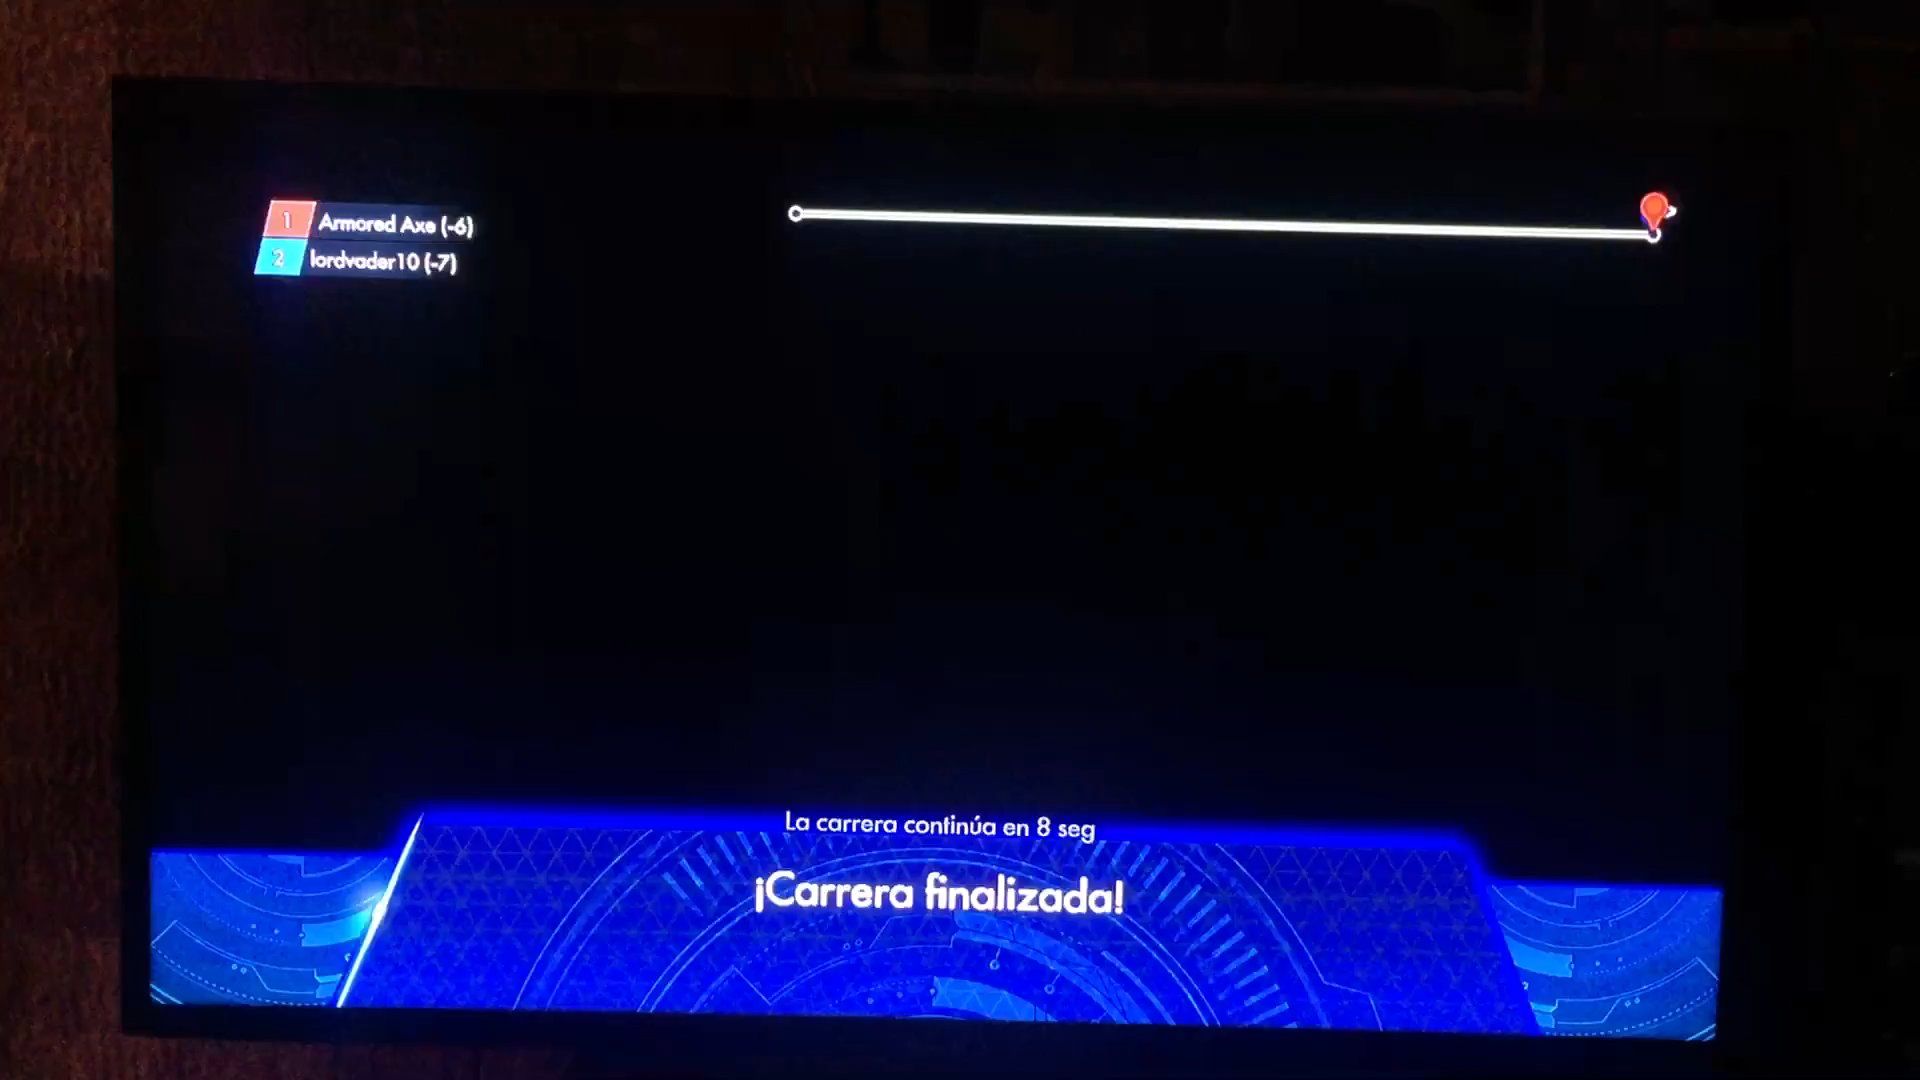 1 Armored Axe (-6)
2 lordvader10 (-7)
La carrera continúa en 8 seg
¡Carrera finalizada!